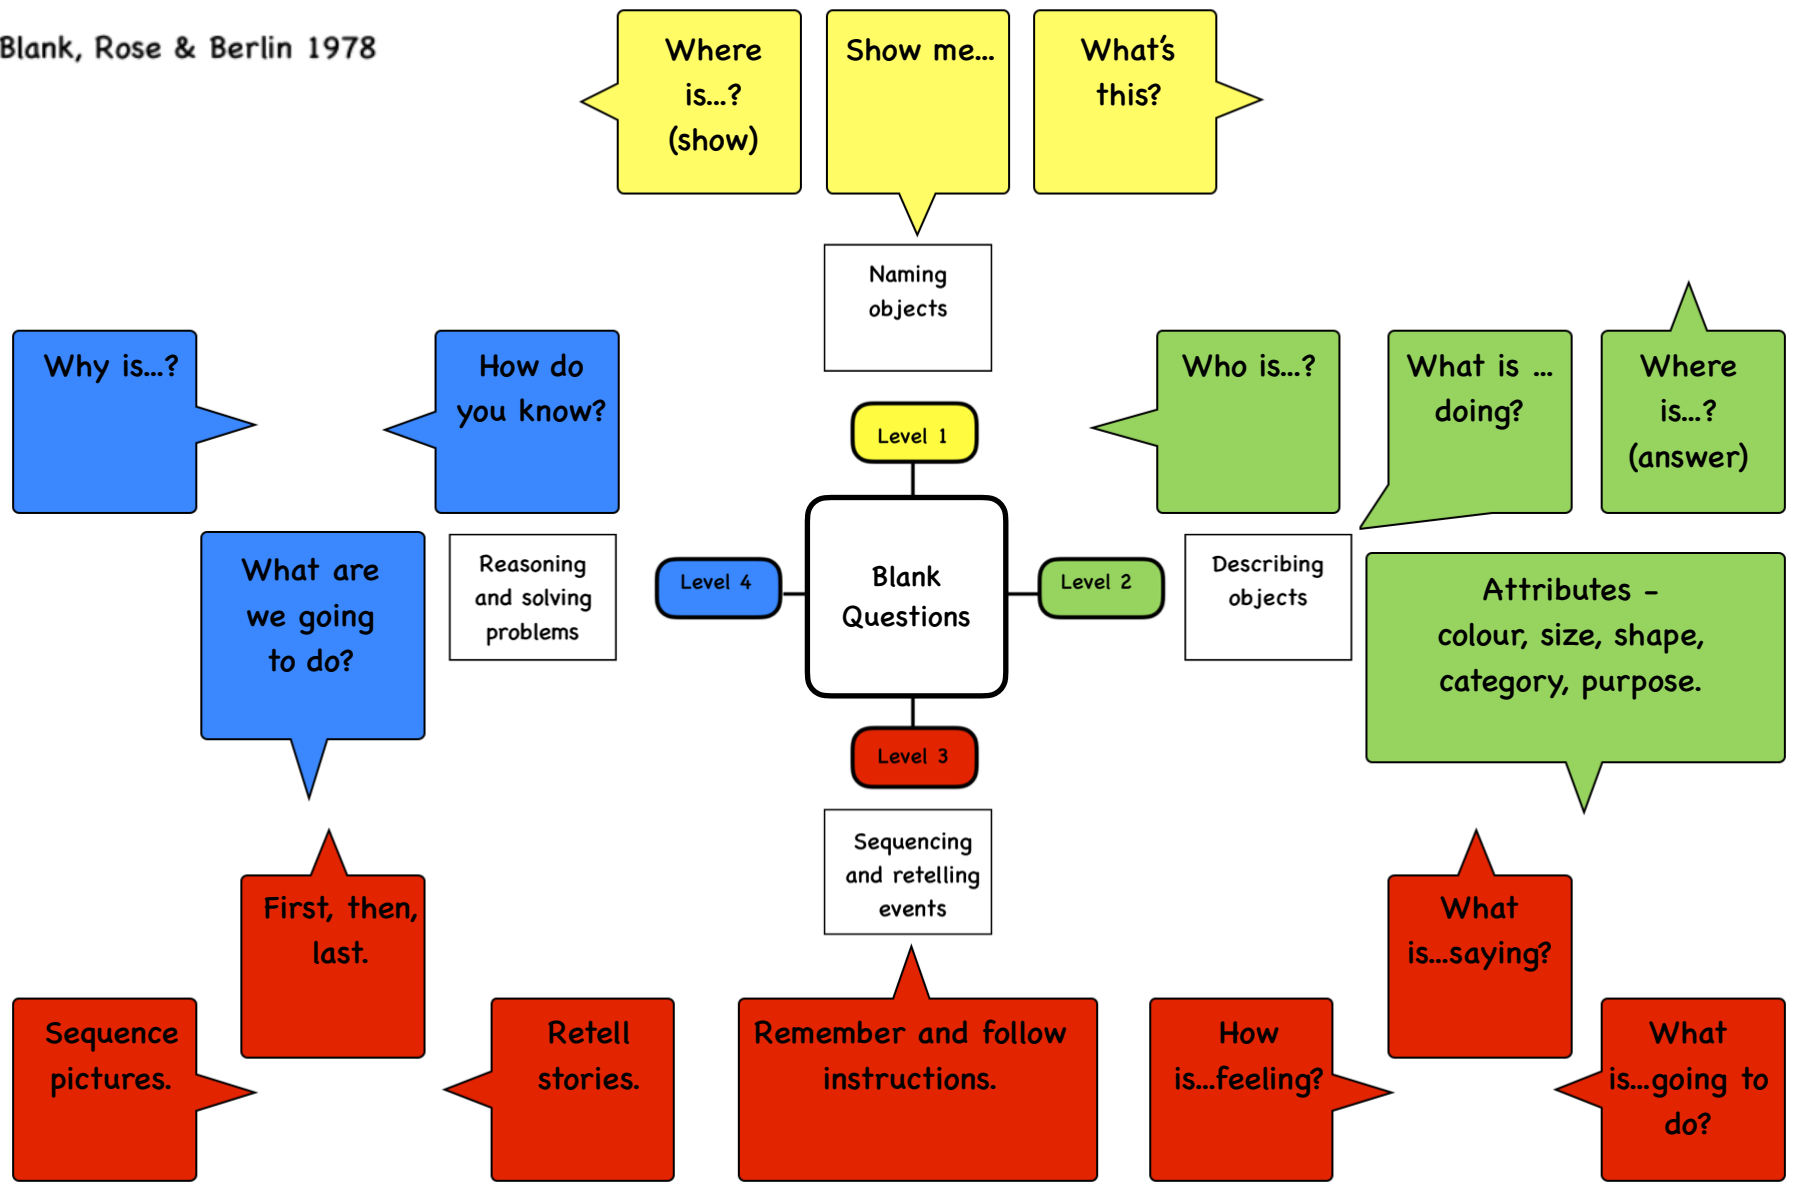 Blank, Rose & Berlin 1978
Where
is...?
(show)
Show me...
What's
this?
Naming
objects
Why is...?
How do
you know?
Level 1
Who is...?
What is ...
doing?
Where
is...?
(answer)
What are
we going
to do?
Reasoning
and solving
problems
Level 4
Blank
Questions
Level 2
Describing
objects
Attributes -
colour, size, shape,
category, purpose.
Level 3
Sequencing
and retelling
events
First, then,
last.
What
is...saying?
Sequence
pictures.
Retell
stories.
Remember and follow
instructions.
How
is...feeling?
What
is...going to
do?